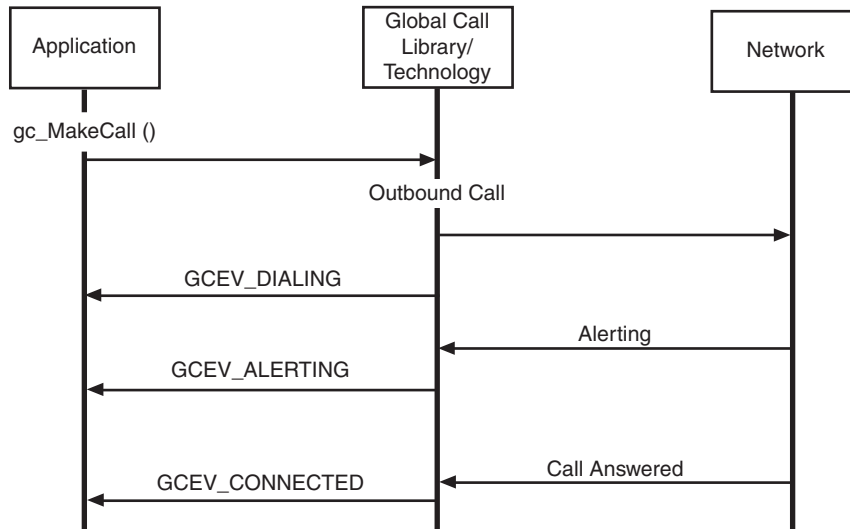 Application
Global Call
Library/
Technology
Network
gc_MakeCall ()
Outbound Call
GCEV_DIALING
Alerting
GCEV_ALERTING
Call Answered
GCEV_CONNECTED